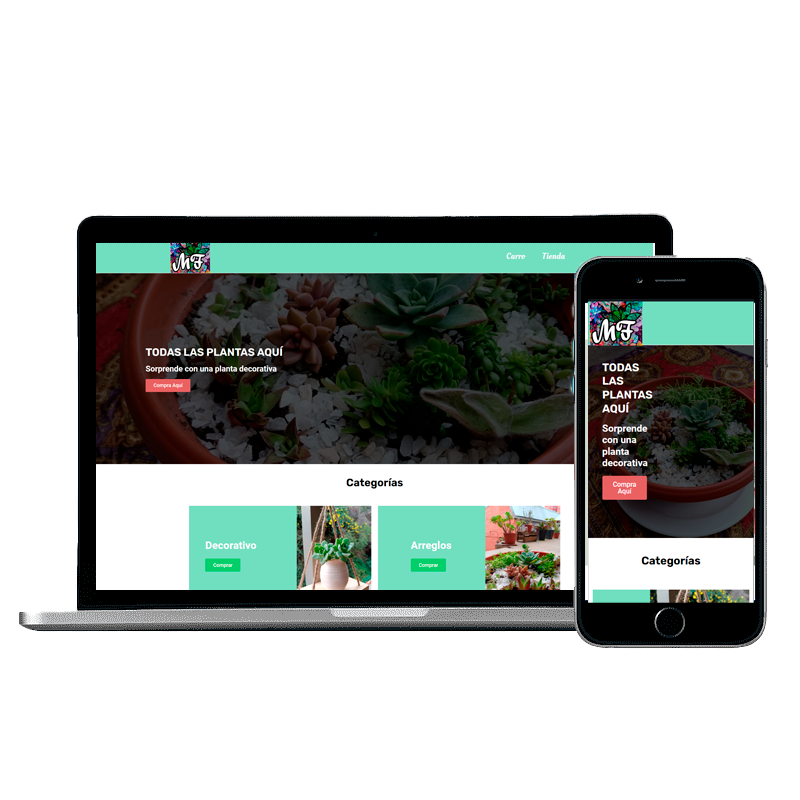 MF
Carro Tienda
TODAS LAS PLANTAS AQUÍ
Sorprende con una planta decorativa
Compra Aquí
Categorías
Decorativo
Comprar
Arreglos
Comprar
MF
TODAS
LAS
PLANTAS
AQUÍ
Sorprende
con una
planta
decorativa
Compra
Aquí
Categorías